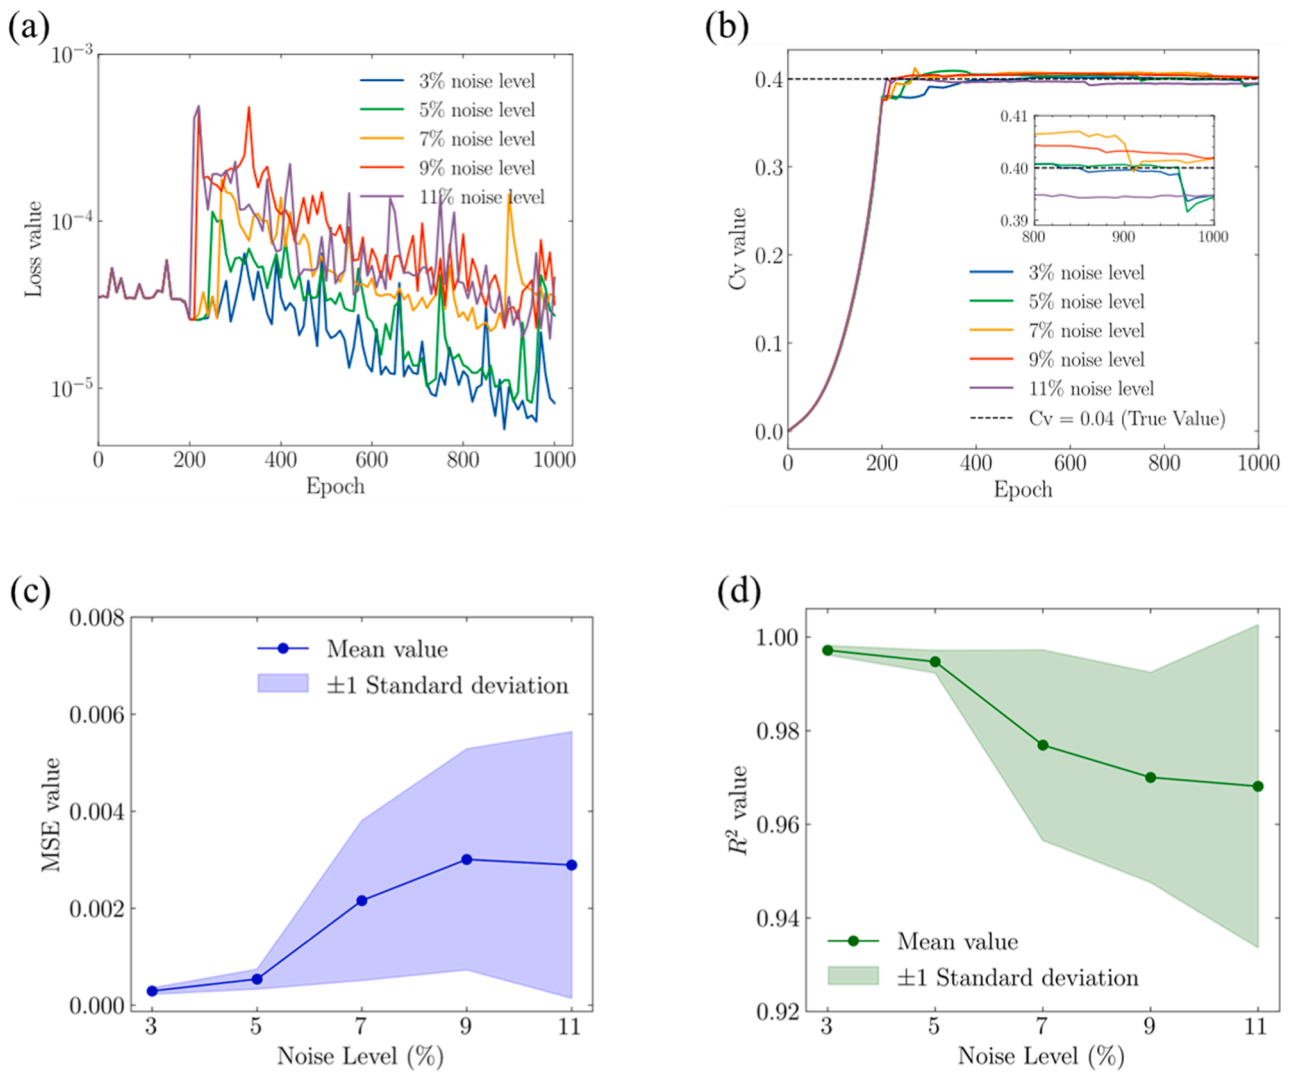 (a)
10⁻³
10⁻⁴
10⁻⁵
Loss value
3% noise level
5% noise level
7% noise level
9% noise level
11% noise level
0 200 400 600 800 1000
Epoch
(b)
0.4
0.3
0.2
0.1
0.0
Cv value
0.41
0.40
0.39
800 900 1000
3% noise level
5% noise level
7% noise level
9% noise level
11% noise level
Cv = 0.04 (True Value)
0 200 400 600 800 1000
Epoch
(c)
0.008
0.006
0.004
0.002
0.000
MSE value
Mean value
±1 Standard deviation
3 5 7 9 11
Noise Level (%)
(d)
1.00
0.98
0.96
0.94
0.92
R² value
Mean value
±1 Standard deviation
3 5 7 9 11
Noise Level (%)